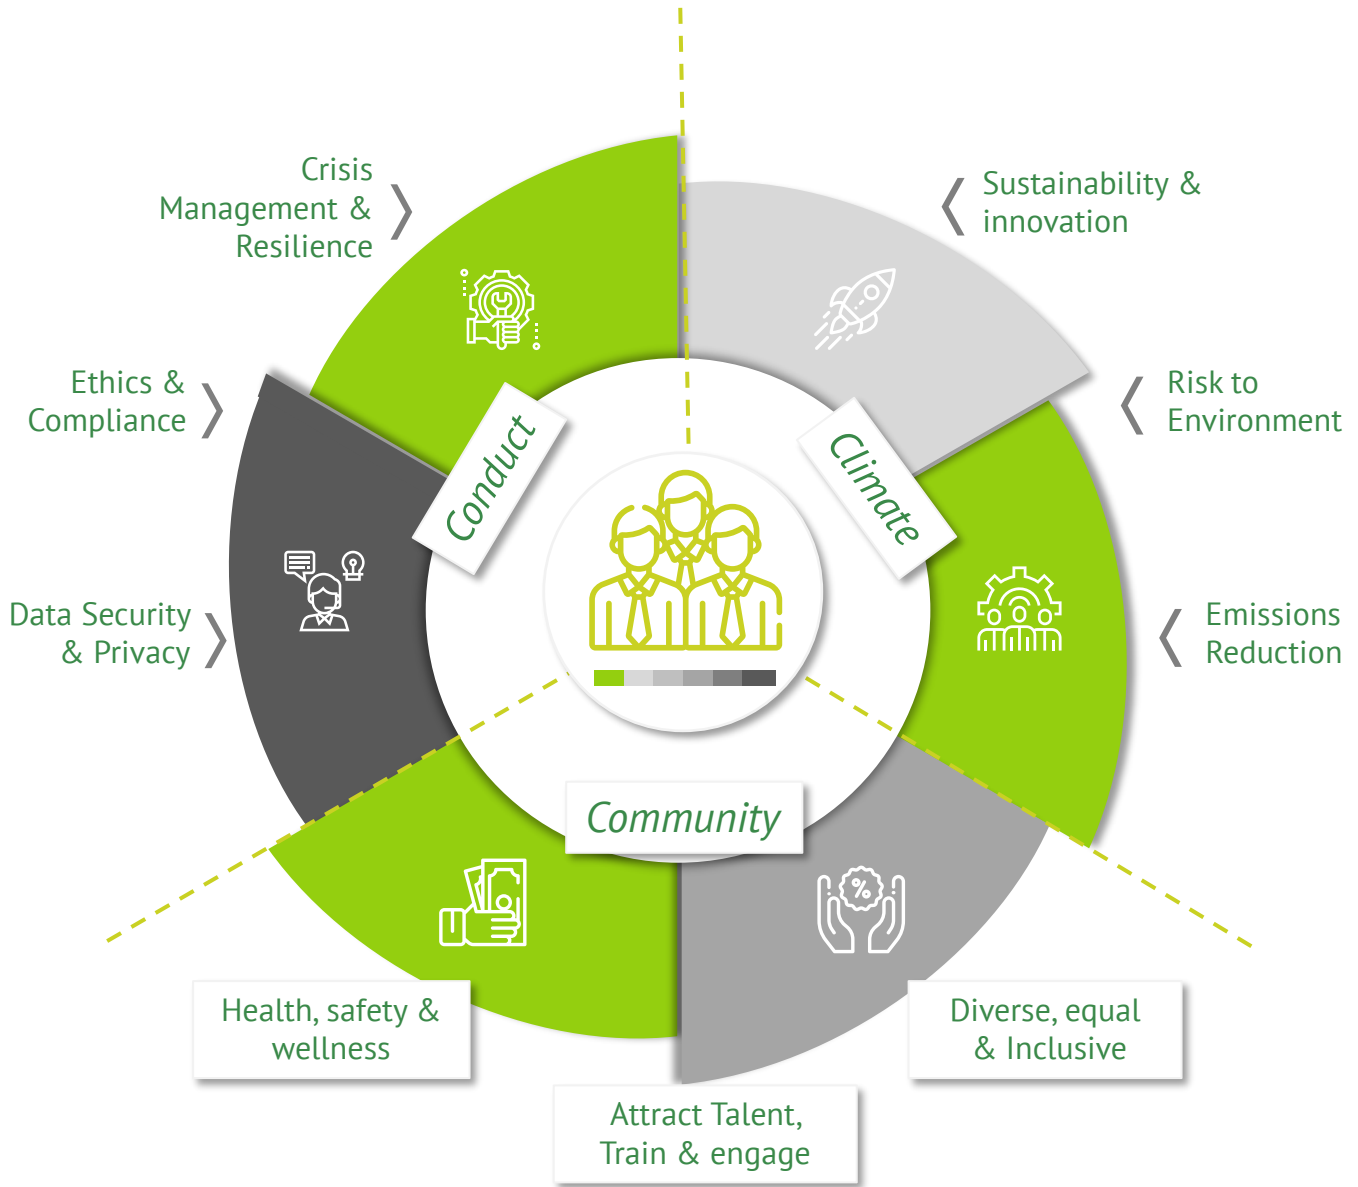 Crisis
Management &
Resilience
Sustainability &
innovation
Ethics &
Compliance
Risk to
Environment
Conduct
Climate
Data Security
& Privacy
Emissions
Reduction
Community
%
Health, safety &
wellness
Diverse, equal
& Inclusive
Attract Talent,
Train & engage